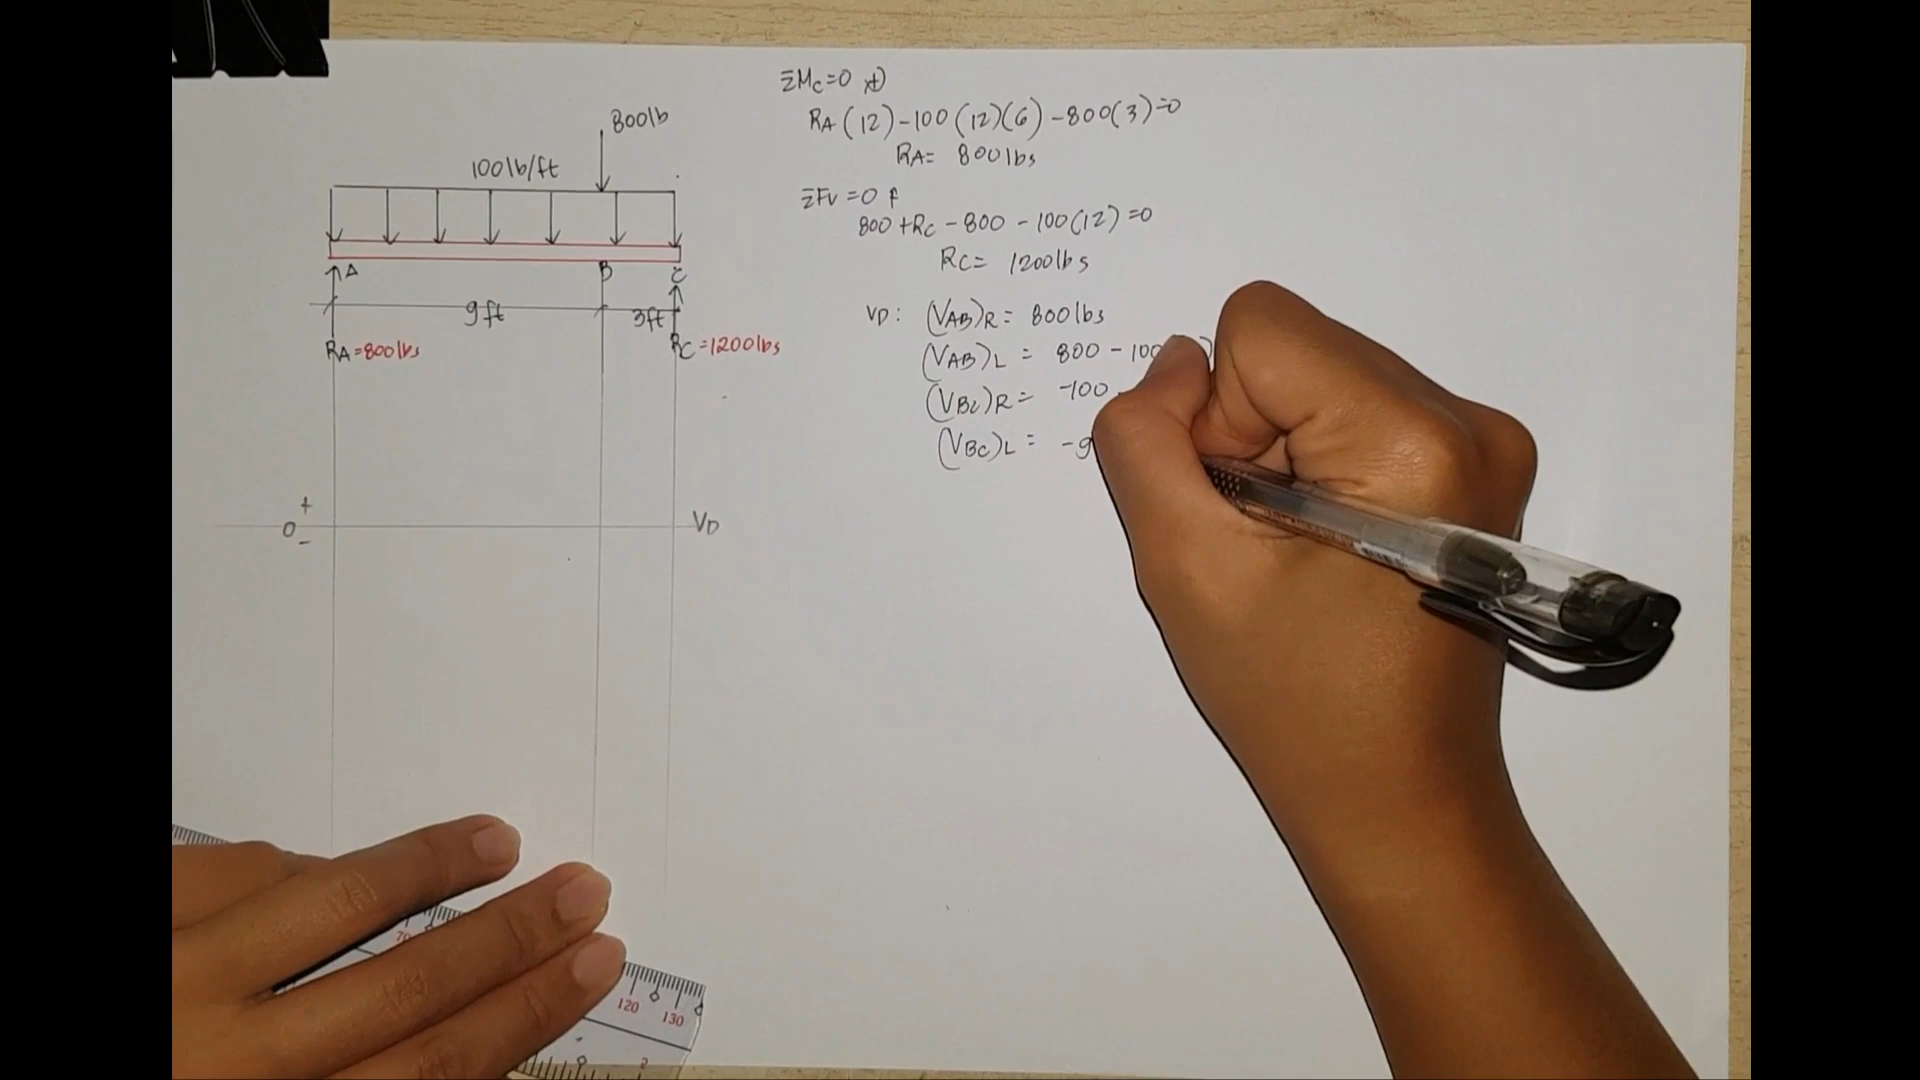 800lb
100lb/ft
A B C
9ft 3ft
RA=800lbs RC=1200lbs
+
0
-
VD
ΣMC=0
RA(12)-100(12)(6)-800(3)=0
RA= 800lbs
ΣFV=0
800+RC-800-100(12)=0
RC= 1200lbs
VD: (VAB)R= 800lbs
(VAB)L = 800-100
(VBC)R= -100
(VBC)L = -9
70
120 130
2